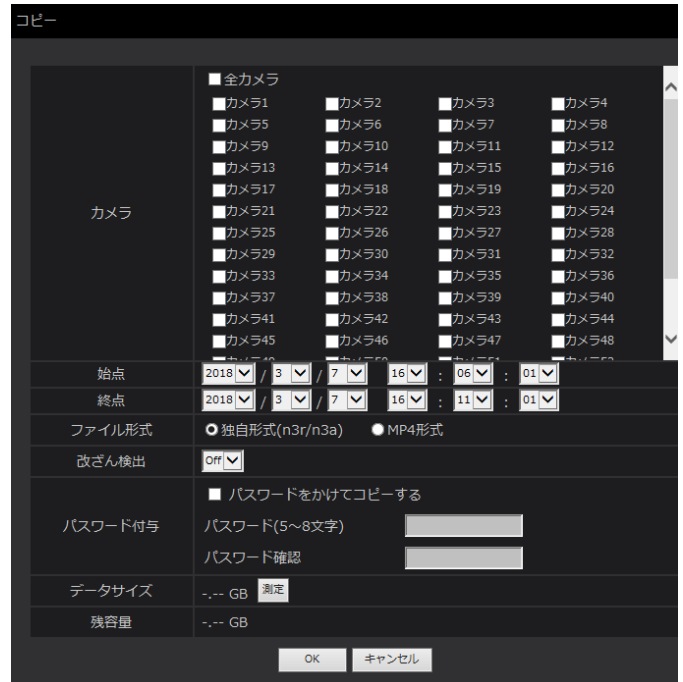 コピー
全カメラ
カメラ1 カメラ2 カメラ3 カメラ4
カメラ5 カメラ6 カメラ7 カメラ8
カメラ9 カメラ10 カメラ11 カメラ12
カメラ13 カメラ14 カメラ15 カメラ16
カメラ17 カメラ18 カメラ19 カメラ20
カメラ
カメラ21 カメラ22 カメラ23 カメラ24
カメラ25 カメラ26 カメラ27 カメラ28
カメラ29 カメラ30 カメラ31 カメラ32
カメラ33 カメラ34 カメラ35 カメラ36
カメラ37 カメラ38 カメラ39 カメラ40
カメラ41 カメラ42 カメラ43 カメラ44
カメラ45 カメラ46 カメラ47 カメラ48
始点 2018 / 3 / 7 16 : 06 : 01
終点 2018 / 3 / 7 16 : 11 : 01
ファイル形式 独自形式(n3r/n3a) MP4形式
改ざん検出 Off
パスワードをかけてコピーする
パスワード付与 パスワード(5～8文字)
パスワード確認
データサイズ -.-- GB 測定
残容量 -.-- GB
OK キャンセル